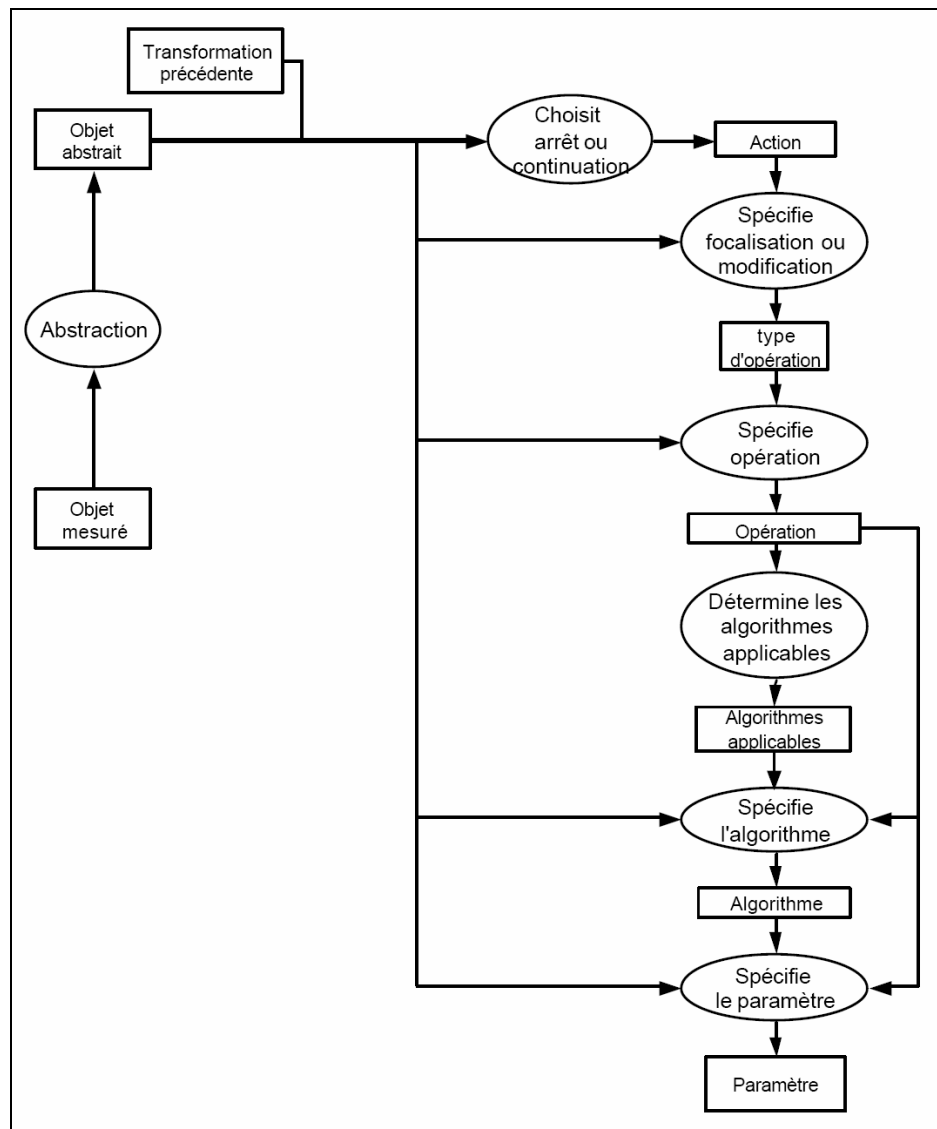 Transformation
précédente
Objet
abstrait
Choisit
arrêt ou
continuation
Action
Spécifie
focalisation ou
modification
Abstraction
type
d'opération
Spécifie
opération
Objet
mesuré
Opération
Détermine les
algorithmes
applicables
Algorithmes
applicables
Spécifie
l'algorithme
Algorithme
Spécifie
le paramètre
Paramètre